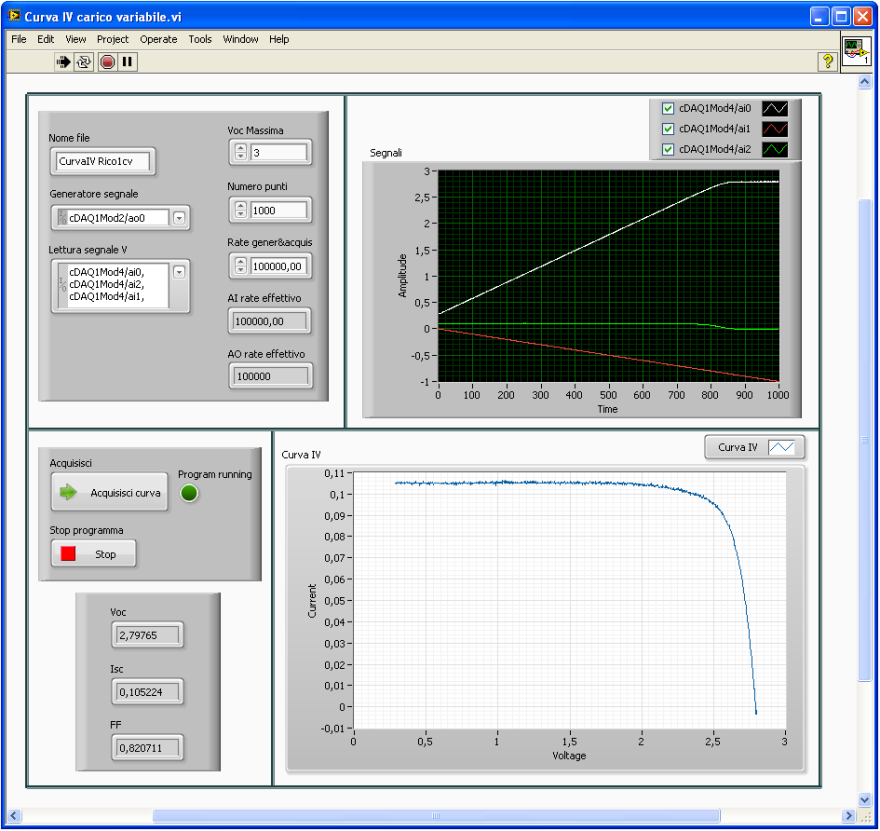 Curva IV carico variabile.vi
File Edit View Project Operate Tools Window Help
1
Nome file
CurvaIV Rico1cv
Generatore segnale
cDAQ1Mod2/ao0
Lettura segnale V
cDAQ1Mod4/ai0,
cDAQ1Mod4/ai2,
cDAQ1Mod4/ai1,
Voc Massima
3
Numero punti
1000
Rate gener&acquis
100000,00
AI rate effettivo
100000,00
AO rate effettivo
100000
cDAQ1Mod4/ai0
cDAQ1Mod4/ai1
cDAQ1Mod4/ai2
Segnali
3
2,5
2
1,5
1
0,5
0
-0,5
-1
Amplitude
0 100 200 300 400 500 600 700 800 900 1000
Time
Acquisisci
Acquisisci curva
Program running
Stop programma
Stop
Voc
2,79765
Isc
0,105224
FF
0,820711
Curva IV
Curva IV
0,11
0,1
0,09
0,08
0,07
0,06
0,05
0,04
0,03
0,02
0,01
0
-0,01
Current
0 0,5 1 1,5 2 2,5 3
Voltage